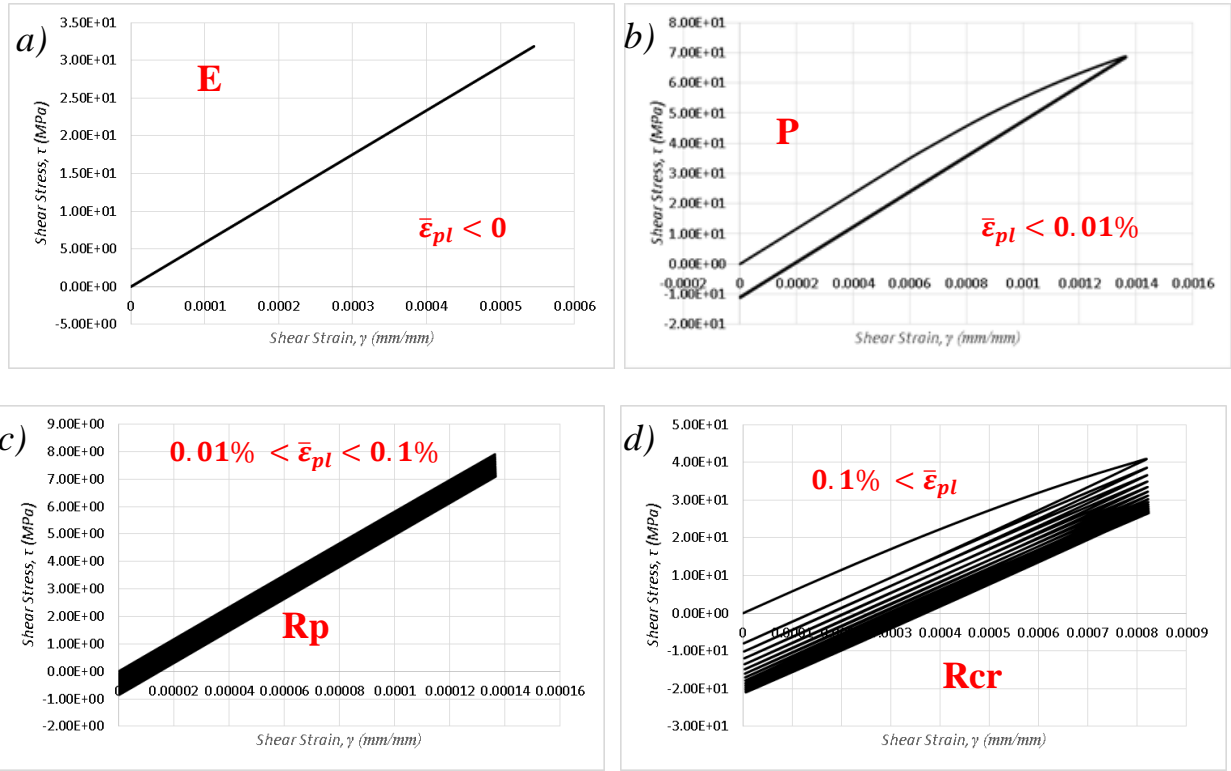 a)
E
ε̄pl < 0
3.50E+01
3.00E+01
2.50E+01
2.00E+01
1.50E+01
1.00E+01
5.00E+00
0.00E+00
-5.00E+00
0 0.0001 0.0002 0.0003 0.0004 0.0005 0.0006
Shear Stress, τ (MPa)
Shear Strain, γ (mm/mm)
b)
P
ε̄pl < 0.01%
8.00E+01
7.00E+01
6.00E+01
5.00E+01
4.00E+01
3.00E+01
2.00E+01
1.00E+01
0.00E+00
-1.00E+01
-2.00E+01
-0.0002 0 0.0002 0.0004 0.0006 0.0008 0.001 0.0012 0.0014 0.0016
Shear Stress, τ (MPa)
Shear Strain, γ (mm/mm)
c)
0.01% < ε̄pl < 0.1%
Rp
9.00E+00
8.00E+00
7.00E+00
6.00E+00
5.00E+00
4.00E+00
3.00E+00
2.00E+00
1.00E+00
0.00E+00
-1.00E+00
-2.00E+00
0 0.00002 0.00004 0.00006 0.00008 0.0001 0.00012 0.00014 0.00016
Shear Stress, τ (MPa)
Shear Strain, γ (mm/mm)
d)
0.1% < ε̄pl
Rcr
5.00E+01
4.00E+01
3.00E+01
2.00E+01
1.00E+01
0.00E+00
-1.00E+01
-2.00E+01
-3.00E+01
0 0.0001 0.0003 0.0004 0.0005 0.0006 0.0007 0.0008 0.0009
Shear Stress, τ (MPa)
Shear Strain, γ (mm/mm)